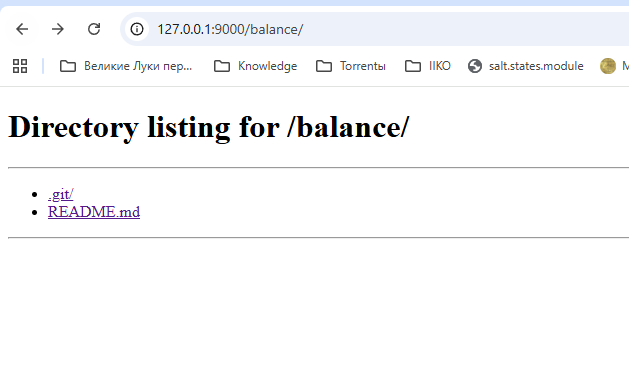 127.0.0.1:9000/balance/
Великие Луки пер... Knowledge Torrentы IIKO salt.states.module M
Directory listing for /balance/
.git/
README.md